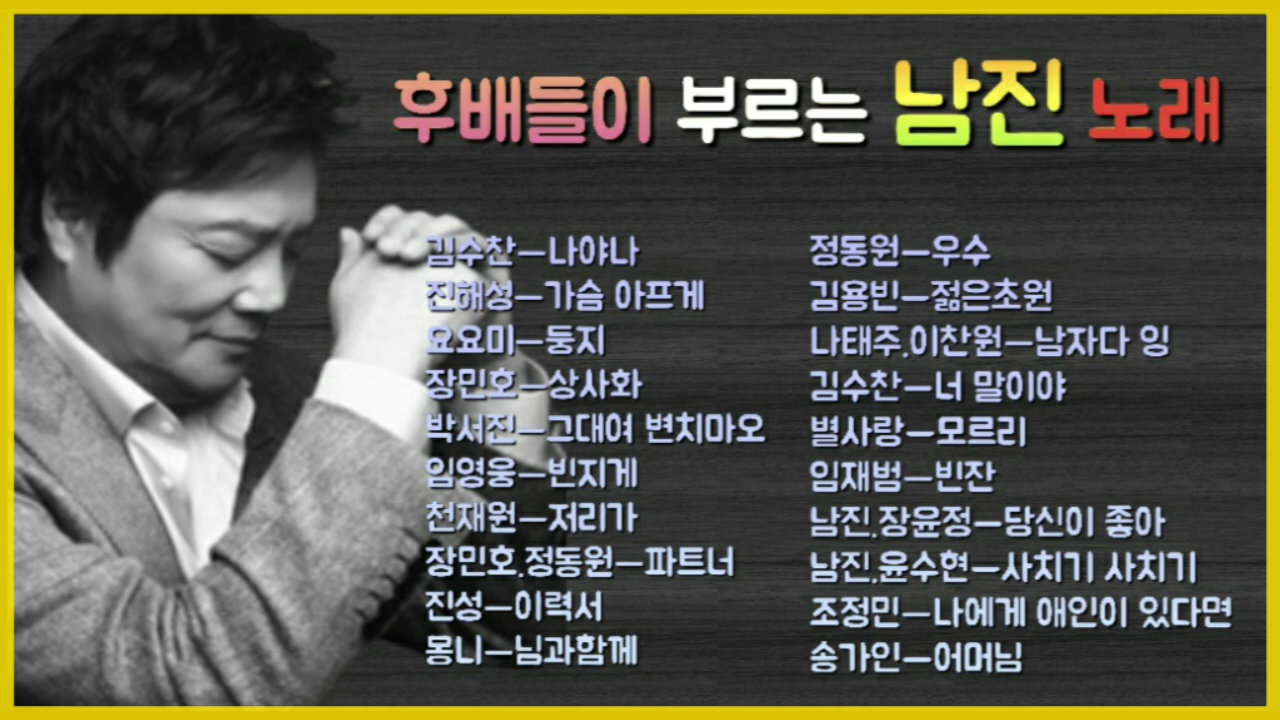 후배들이 부르는 남진 노래
김수찬—나야나
진해성—가슴 아프게
요요미—둥지
장민호—상사화
박서진—그대여 변치마오
임영웅—빈지게
천재원—저리가
장민호.정동원—파트너
진성—이력서
몽니—님과함께
정동원—우수
김용빈—젊은초원
나태주.이찬원—남자다 잉
김수찬—너 말이야
별사랑—모르리
임재범—빈잔
남진.장윤정—당신이 좋아
남진.윤수현—사치기 사치기
조정민—나에게 애인이 있다면
송가인—어머님